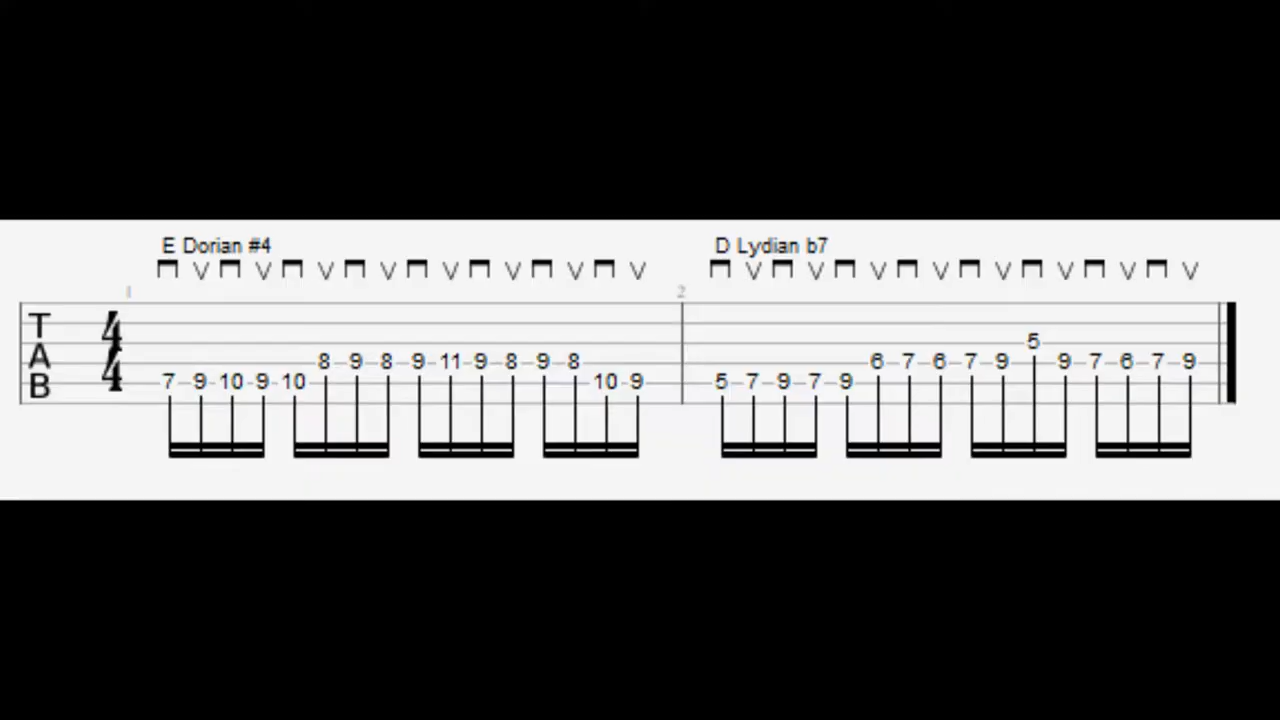 E Dorian #4 D Lydian b7
1 2
T
A
B
4
4
5
8 9 8 9 11 9 8 9 8 6 7 6 7 9 9 7 6 7 9
7 9 10 9 10 10 9 5 7 9 7 9